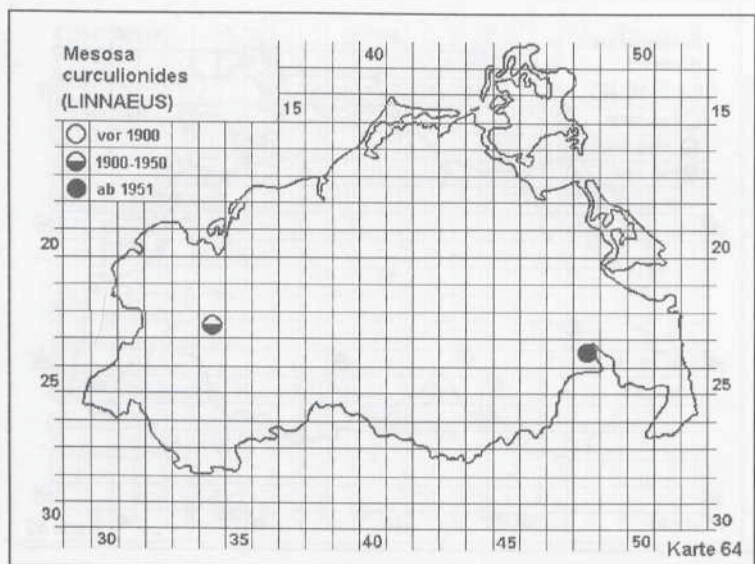 Mesosa
curculionides
(LINNAEUS)
vor 1900
1900-1950
ab 1951
40 50
15 15
20 20
25 25
30 30
30 35 40 45 50
Karte 64